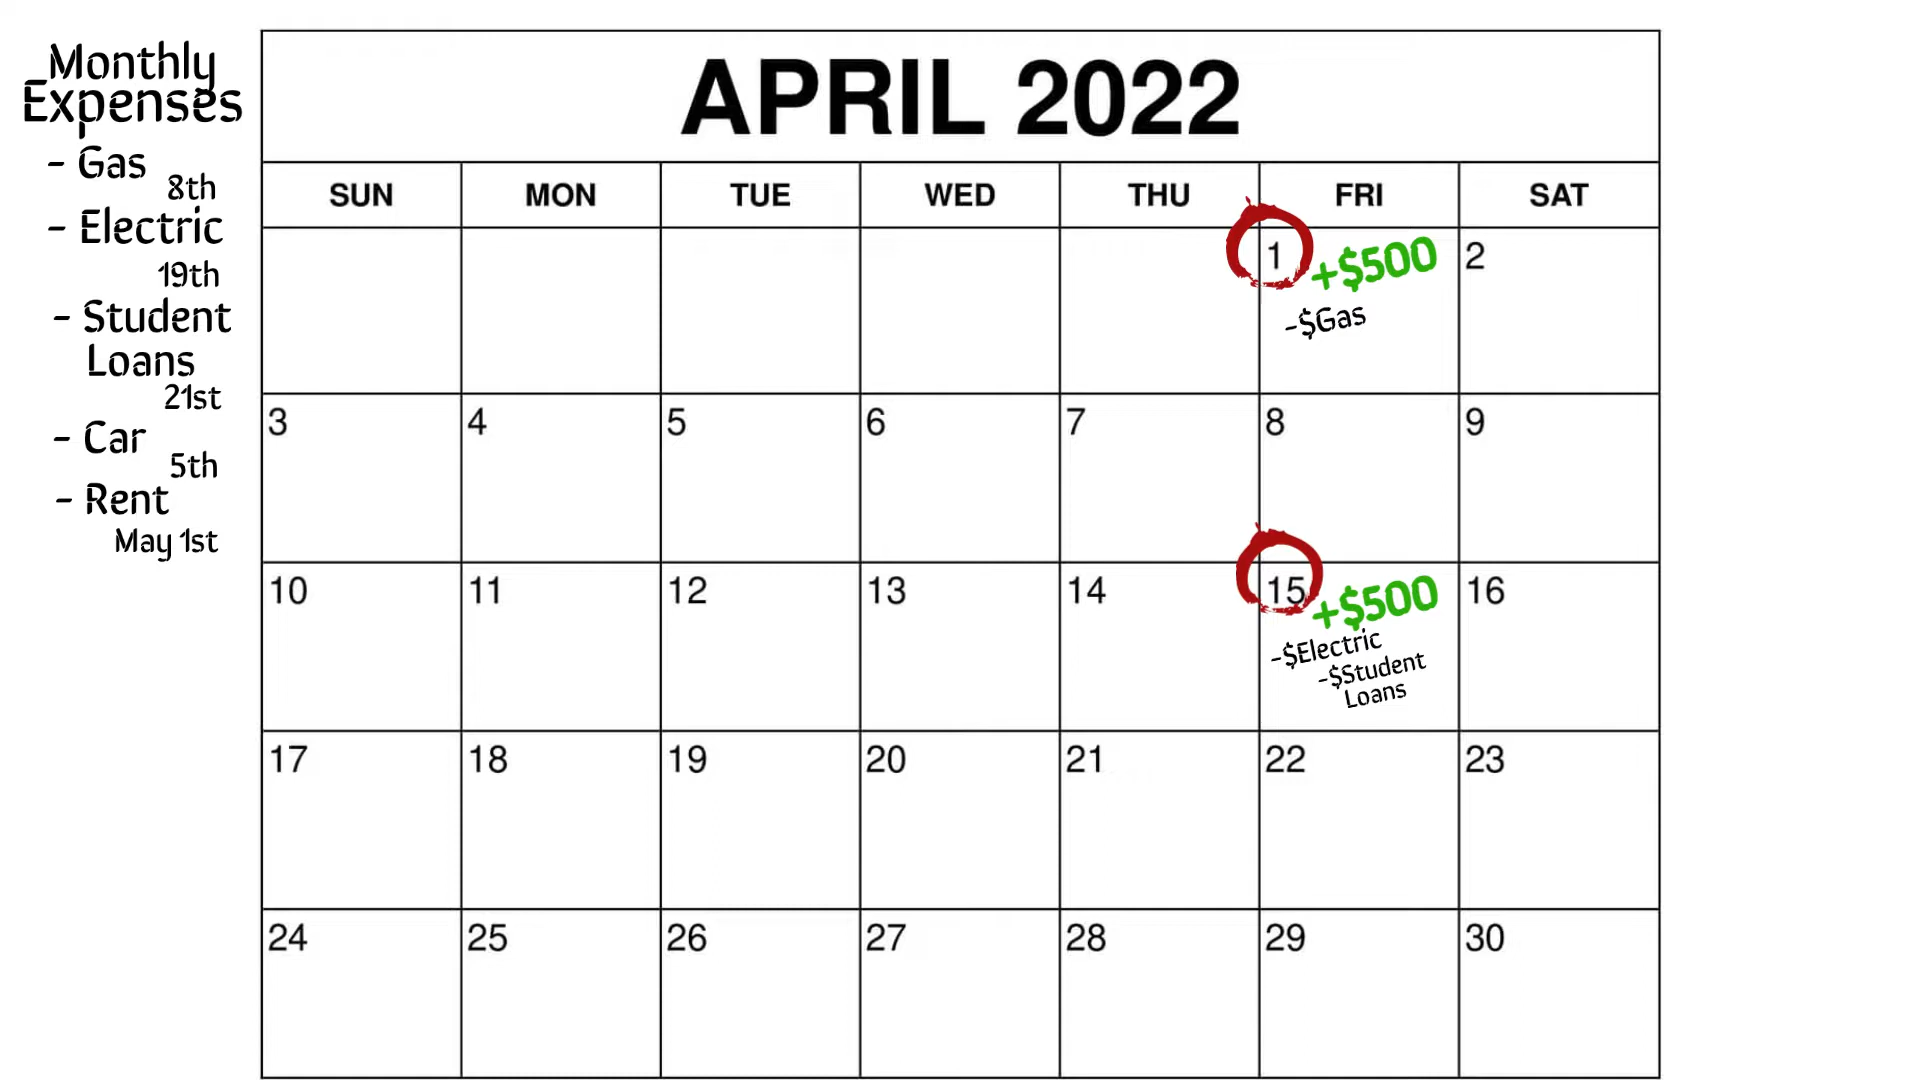 Monthly
Expenses
- Gas
8th
- Electric
19th
- Student
Loans
21st
- Car
5th
- Rent
May 1st
APRIL 2022
SUN MON TUE WED THU FRI SAT
1 +$500 2
-$Gas
3 4 5 6 7 8 9
10 11 12 13 14 15 +$500 16
-$Electric
-$Student
Loans
17 18 19 20 21 22 23
24 25 26 27 28 29 30